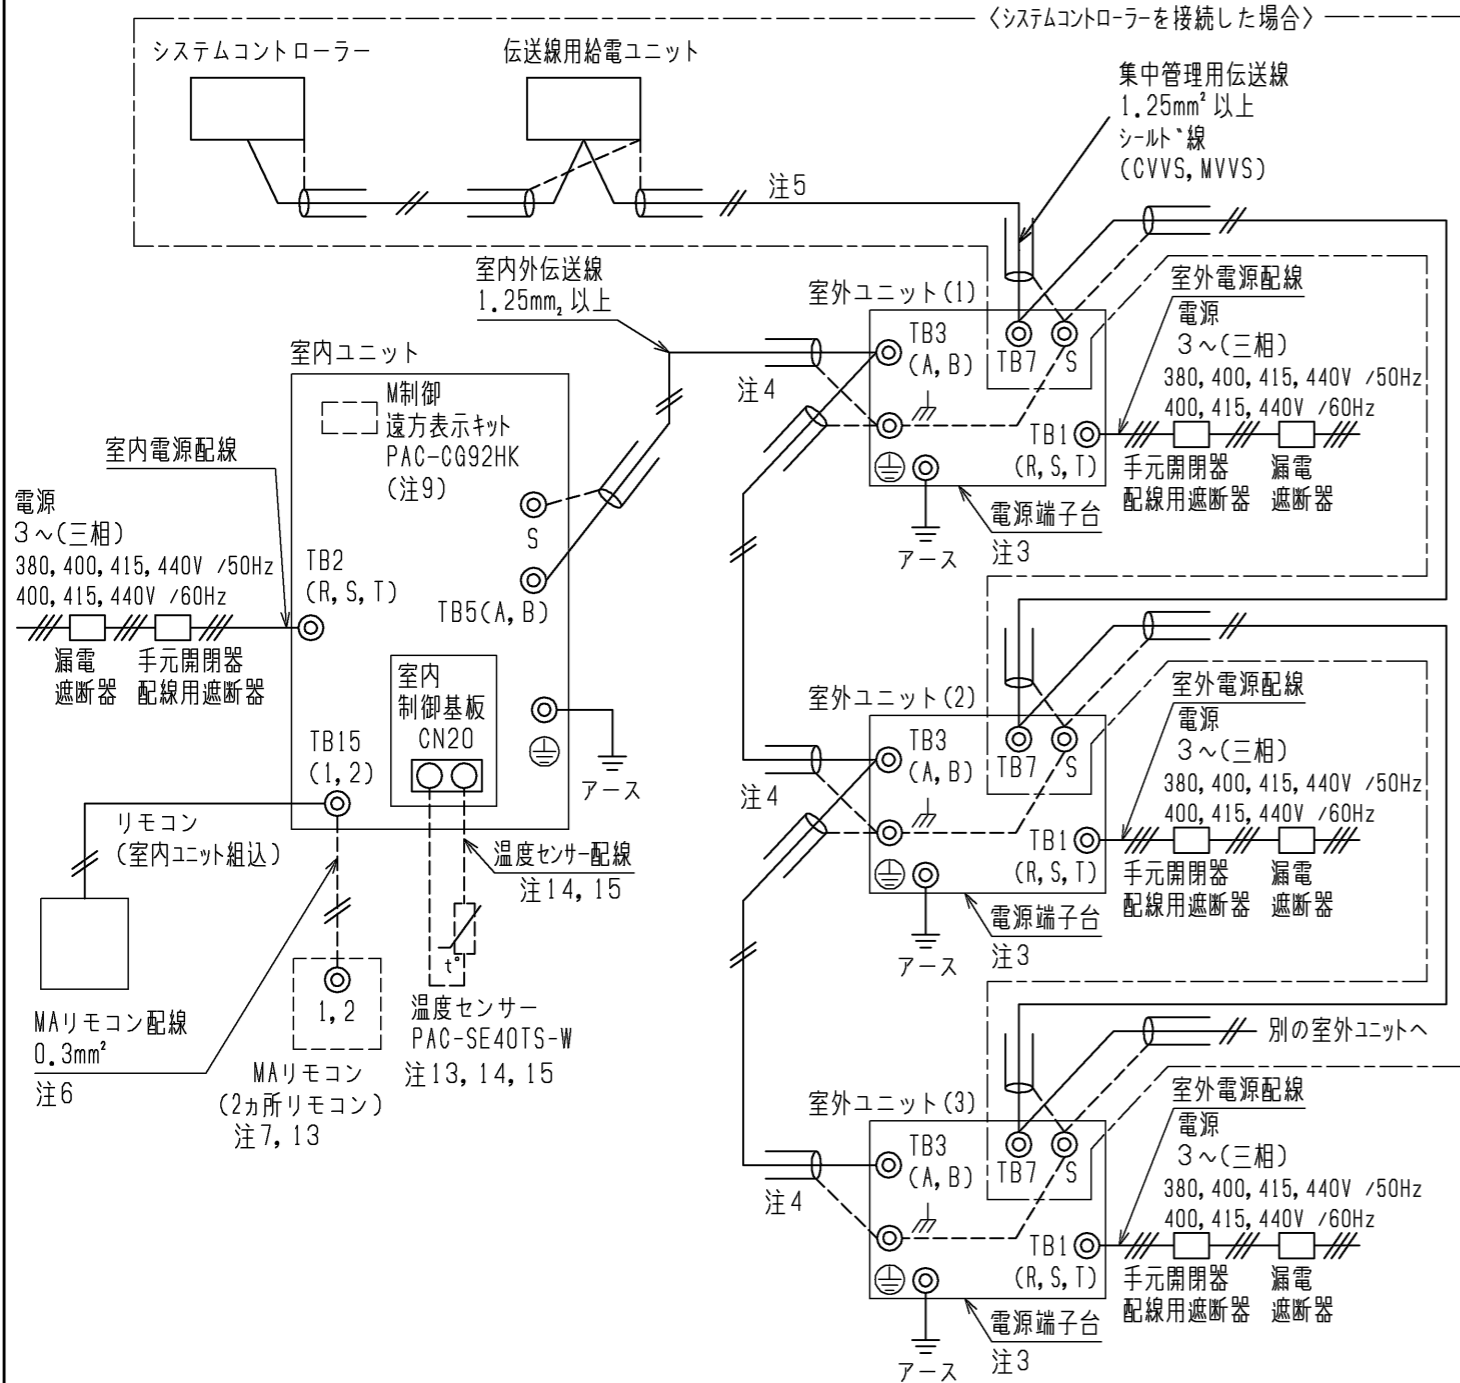 〈システムコントローラーを接続した場合〉
システムコントローラー
伝送線用給電ユニット
集中管理用伝送線
1.25mm²以上
シールド線
(CVVS,MVVS)
注5
室内外伝送線
1.25mm₂以上
室内ユニット
M制御
遠方表示キット
PAC-CG92HK
(注9)
室内電源配線
電源
3～(三相)
380,400,415,440V /50Hz
400,415,440V /60Hz
漏電
遮断器
手元開閉器
配線用遮断器
TB2
(R,S,T)
S
TB5(A,B)
室内
制御基板
CN20
アース
TB15
(1,2)
リモコン
(室内ユニット組込)
温度センサー配線
注14,15
MAリモコン配線
0.3mm²
注6
1,2
MAリモコン
(2ヵ所リモコン)
注7,13
t°
温度センサー
PAC-SE40TS-W
注13,14,15
室外ユニット(1)
TB3
(A,B)
TB7
S
注4
TB1
(R,S,T)
室外電源配線
電源
3～(三相)
380,400,415,440V /50Hz
400,415,440V /60Hz
手元開閉器
配線用遮断器
漏電
遮断器
電源端子台
注3
アース
室外ユニット(2)
TB3
(A,B)
TB7
S
注4
TB1
(R,S,T)
室外電源配線
電源
3～(三相)
380,400,415,440V /50Hz
400,415,440V /60Hz
手元開閉器
配線用遮断器
漏電
遮断器
電源端子台
注3
アース
別の室外ユニットへ
室外ユニット(3)
TB3
(A,B)
TB7
S
注4
TB1
(R,S,T)
室外電源配線
電源
3～(三相)
380,400,415,440V /50Hz
400,415,440V /60Hz
手元開閉器
配線用遮断器
漏電
遮断器
電源端子台
注3
アース